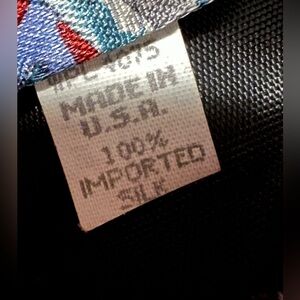 MADE IN
U.S.A.
100%
IMPORTED
SILK